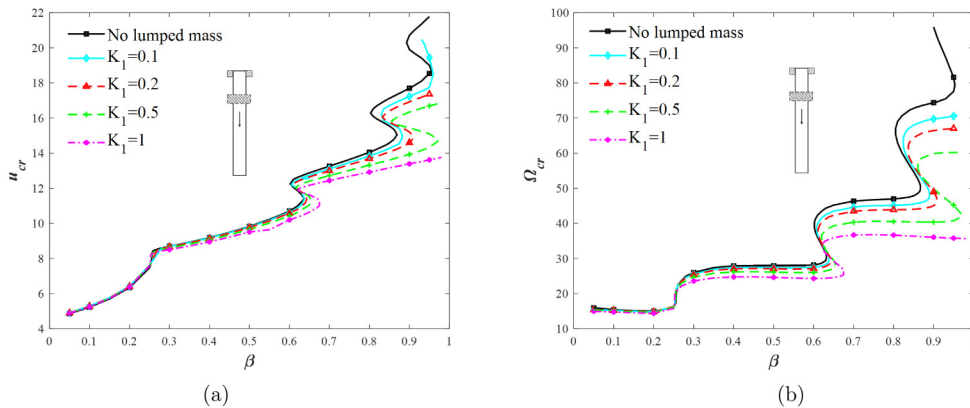 No lumped mass
K₁=0.1
K₁=0.2
K₁=0.5
K₁=1
22
20
18
16
14
12
10
8
6
4
u_cr
0 0.1 0.2 0.3 0.4 0.5 0.6 0.7 0.8 0.9 1
β
(a)
No lumped mass
K₁=0.1
K₁=0.2
K₁=0.5
K₁=1
100
90
80
70
60
50
40
30
20
10
Ω_cr
0 0.1 0.2 0.3 0.4 0.5 0.6 0.7 0.8 0.9
β
(b)